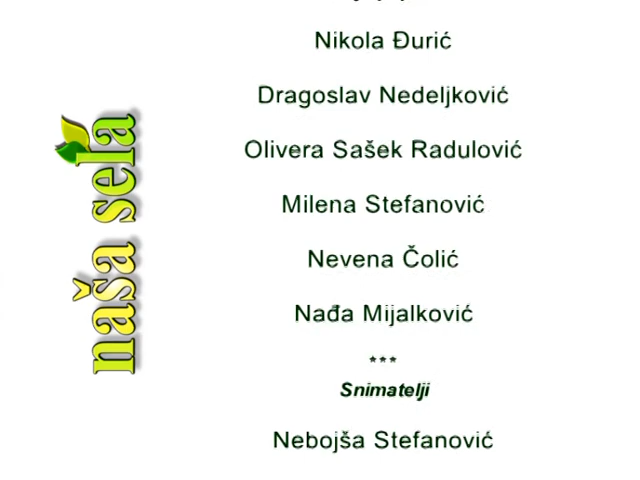 Nikola Đurić
Dragoslav Nedeljković
Olivera Sašek Radulović
Milena Stefanović
Nevena Čolić
Nađa Mijalković
***
Snimatelji
Nebojša Stefanović
naša sela